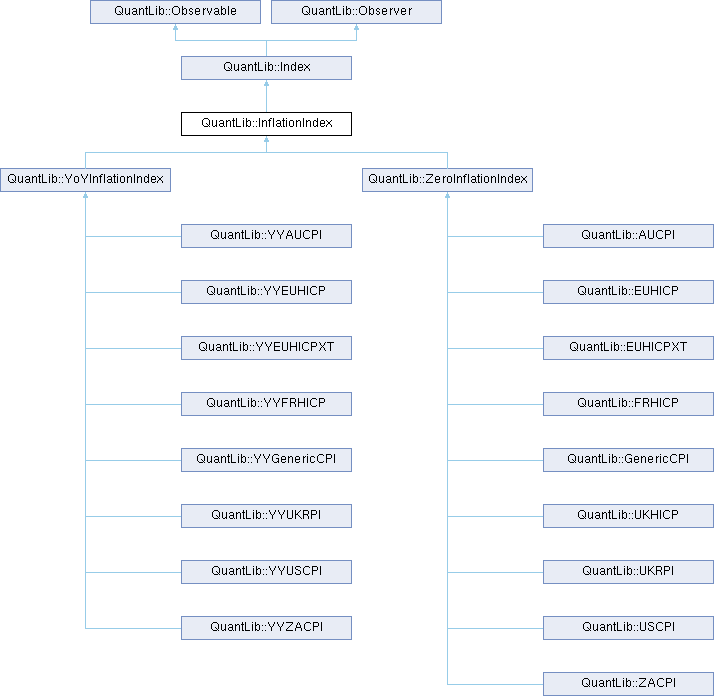 QuantLib::Observable
QuantLib::Observer
QuantLib::Index
QuantLib::InflationIndex
QuantLib::YoYInflationIndex
QuantLib::ZeroInflationIndex
QuantLib::YYAUCPI
QuantLib::AUCPI
QuantLib::YYEUHICP
QuantLib::EUHICP
QuantLib::YYEUHICPXT
QuantLib::EUHICPXT
QuantLib::YYFRHICP
QuantLib::FRHICP
QuantLib::YYGenericCPI
QuantLib::GenericCPI
QuantLib::YYUKRPI
QuantLib::UKHICP
QuantLib::YYUSCPI
QuantLib::UKRPI
QuantLib::YYZACPI
QuantLib::USCPI
QuantLib::ZACPI